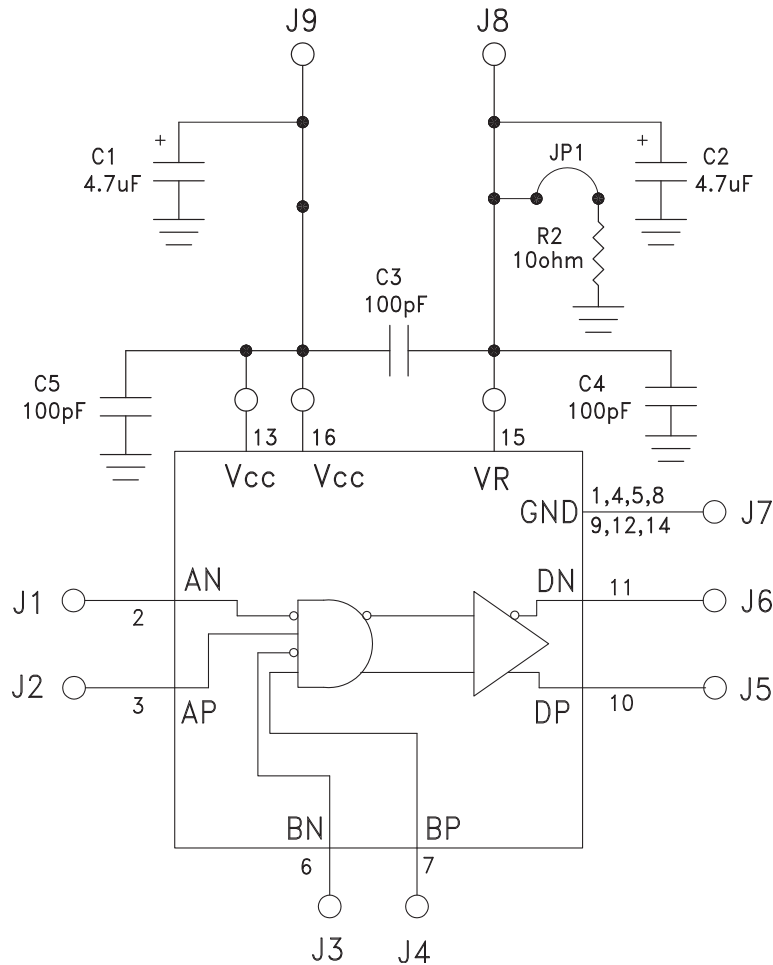 J9
J8
+
C1
4.7uF
JP1
+
C2
4.7uF
R2
10ohm
C3
100pF
C5
100pF
C4
100pF
13
16
15
Vcc
Vcc
VR
GND
1,4,5,8
9,12,14
J7
J1
2
AN
DN
11
J6
J2
3
AP
DP
10
J5
BN
BP
6
7
J3
J4